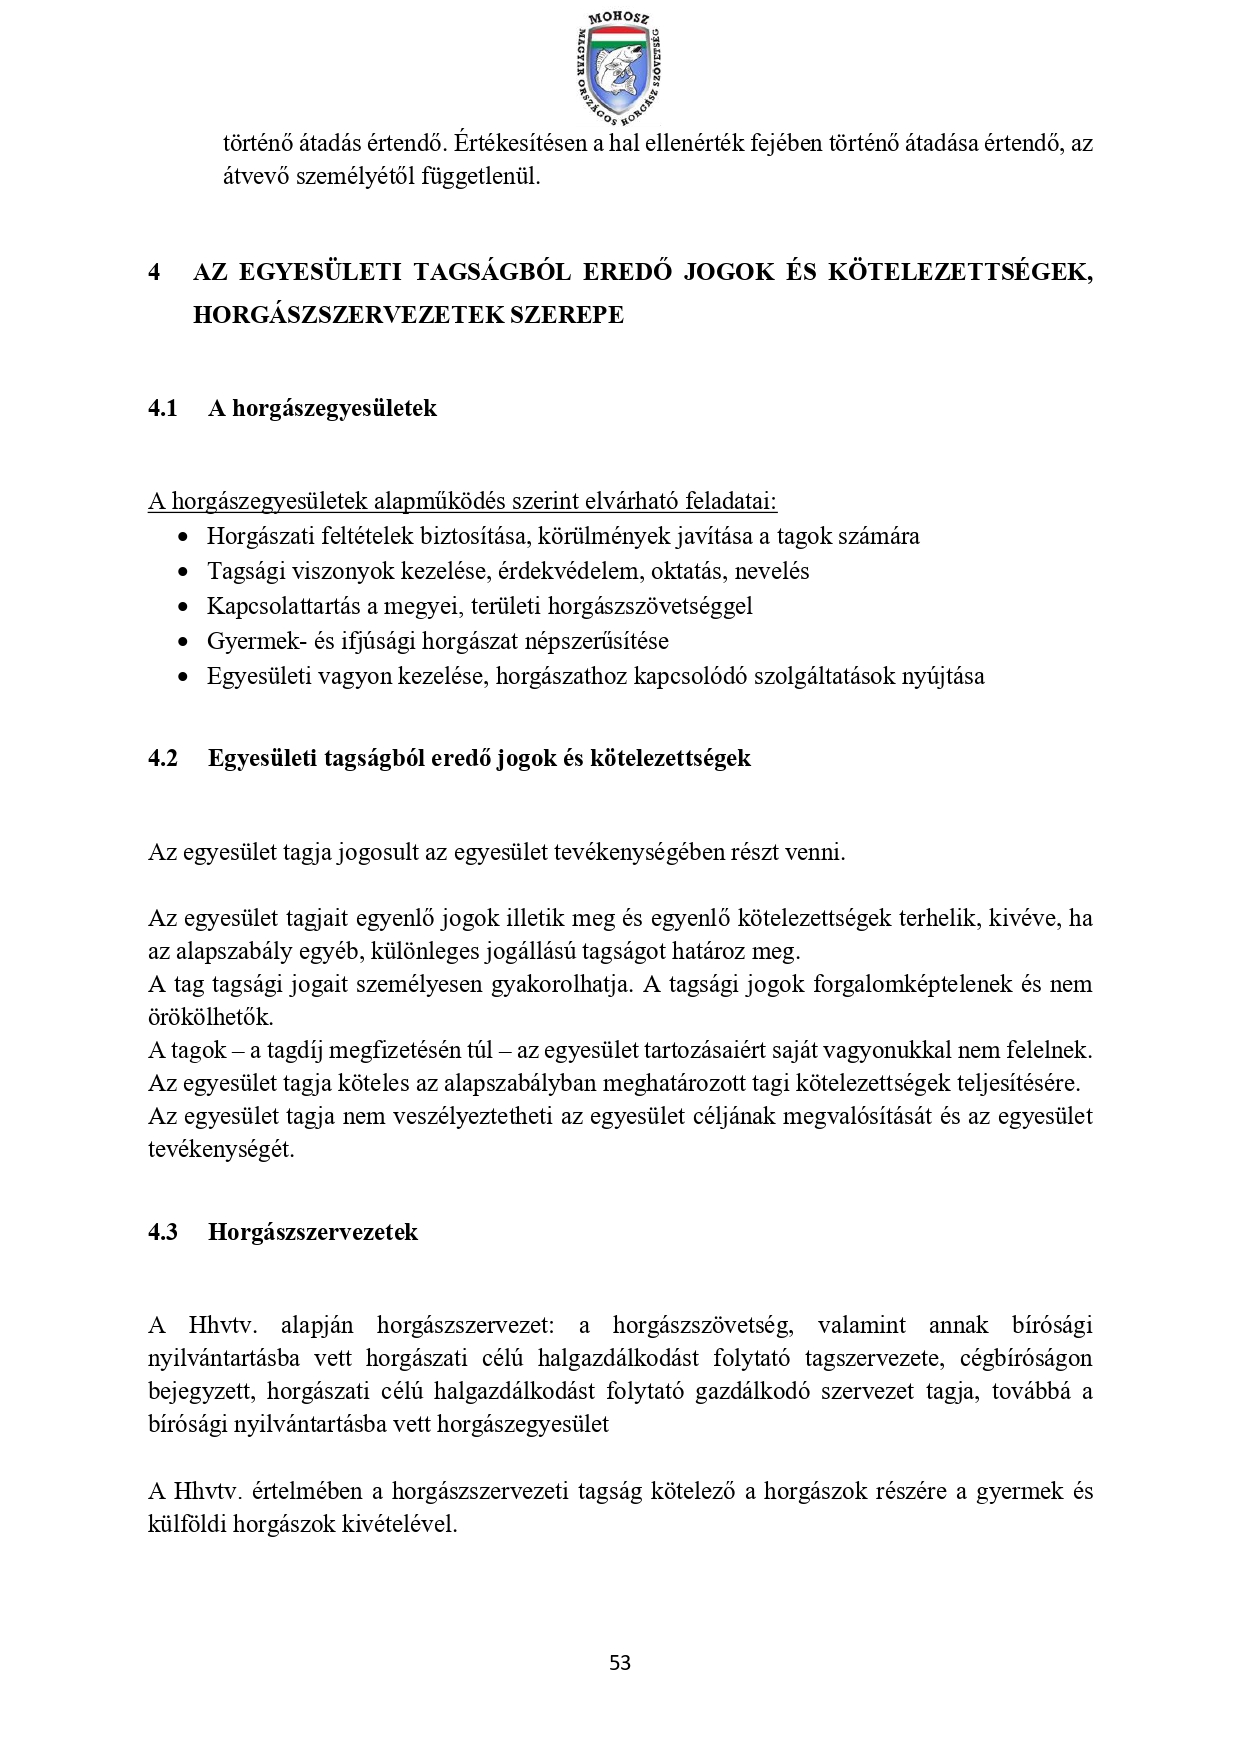 MOHOSZ
MAGYAR ORSZÁGOS HORGÁSZ SZÖVETSÉG
történő átadás értendő. Értékesítésen a hal ellenérték fejében történő átadása értendő, az
átvevő személyétől függetlenül.
4 AZ EGYESÜLETI TAGSÁGBÓL EREDŐ JOGOK ÉS KÖTELEZETTSÉGEK,
HORGÁSZSZERVEZETEK SZEREPE
4.1 A horgászegyesületek
A horgászegyesületek alapműködés szerint elvárható feladatai:
• Horgászati feltételek biztosítása, körülmények javítása a tagok számára
• Tagsági viszonyok kezelése, érdekvédelem, oktatás, nevelés
• Kapcsolattartás a megyei, területi horgászszövetséggel
• Gyermek- és ifjúsági horgászat népszerűsítése
• Egyesületi vagyon kezelése, horgászathoz kapcsolódó szolgáltatások nyújtása
4.2 Egyesületi tagságból eredő jogok és kötelezettségek
Az egyesület tagja jogosult az egyesület tevékenységében részt venni.
Az egyesület tagjait egyenlő jogok illetik meg és egyenlő kötelezettségek terhelik, kivéve, ha
az alapszabály egyéb, különleges jogállású tagságot határoz meg.
A tag tagsági jogait személyesen gyakorolhatja. A tagsági jogok forgalomképtelenek és nem
örökölhetők.
A tagok – a tagdíj megfizetésén túl – az egyesület tartozásaiért saját vagyonukkal nem felelnek.
Az egyesület tagja köteles az alapszabályban meghatározott tagi kötelezettségek teljesítésére.
Az egyesület tagja nem veszélyeztetheti az egyesület céljának megvalósítását és az egyesület
tevékenységét.
4.3 Horgászszervezetek
A Hhvtv. alapján horgászszervezet: a horgászszövetség, valamint annak bírósági
nyilvántartásba vett horgászati célú halgazdálkodást folytató tagszervezete, cégbíróságon
bejegyzett, horgászati célú halgazdálkodást folytató gazdálkodó szervezet tagja, továbbá a
bírósági nyilvántartásba vett horgászegyesület
A Hhvtv. értelmében a horgászszervezeti tagság kötelező a horgászok részére a gyermek és
külföldi horgászok kivételével.
53